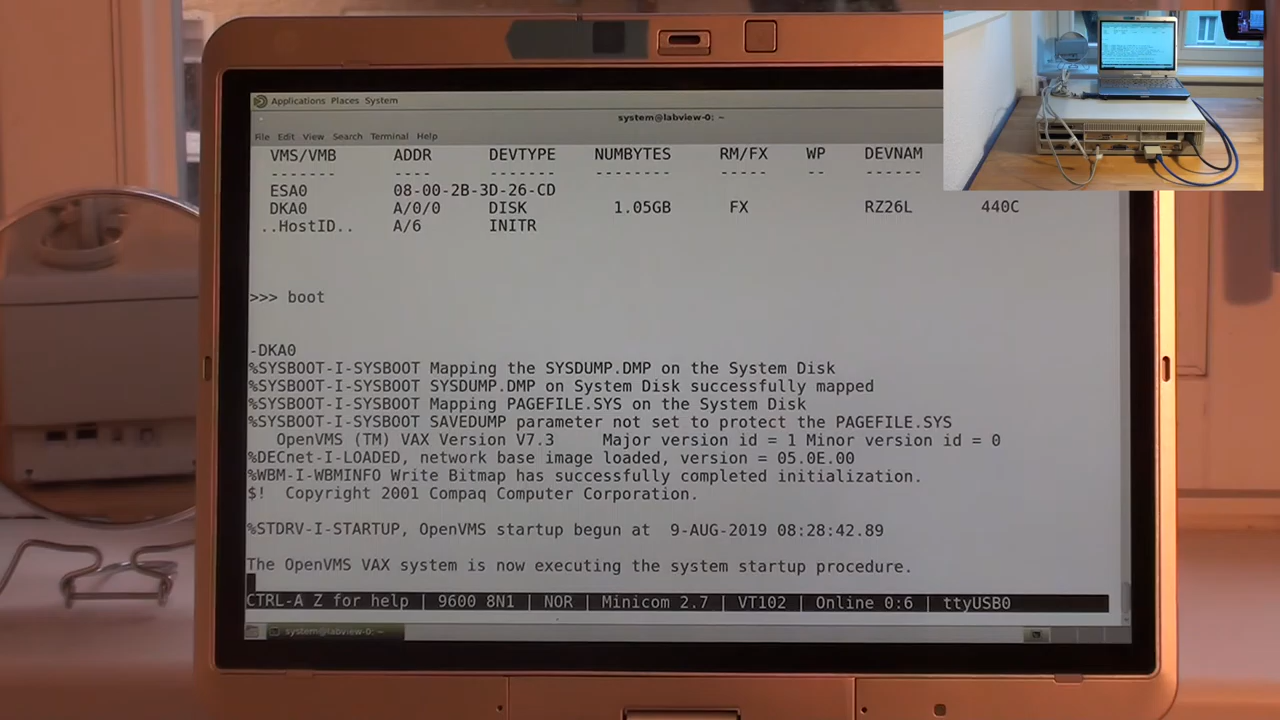 Applications Places System
system@labview-0: ~
File Edit View Search Terminal Help
VMS/VMB ADDR DEVTYPE NUMBYTES RM/FX WP DEVNAM
------- ---- ------- -------- ----- -- ------
ESA0 08-00-2B-3D-26-CD
DKA0 A/0/0 DISK 1.05GB FX RZ26L 440C
..HostID.. A/6 INITR
>>> boot
-DKA0
%SYSBOOT-I-SYSBOOT Mapping the SYSDUMP.DMP on the System Disk
%SYSBOOT-I-SYSBOOT SYSDUMP.DMP on System Disk successfully mapped
%SYSBOOT-I-SYSBOOT Mapping PAGEFILE.SYS on the System Disk
%SYSBOOT-I-SYSBOOT SAVEDUMP parameter not set to protect the PAGEFILE.SYS
OpenVMS (TM) VAX Version V7.3 Major version id = 1 Minor version id = 0
%DECnet-I-LOADED, network base image loaded, version = 05.0E.00
%WBM-I-WBMINFO Write Bitmap has successfully completed initialization.
$! Copyright 2001 Compaq Computer Corporation.
%STDRV-I-STARTUP, OpenVMS startup begun at 9-AUG-2019 08:28:42.89
The OpenVMS VAX system is now executing the system startup procedure.
CTRL-A Z for help | 9600 8N1 | NOR | Minicom 2.7 | VT102 | Online 0:6 | ttyUSB0
system@labview-0: ~